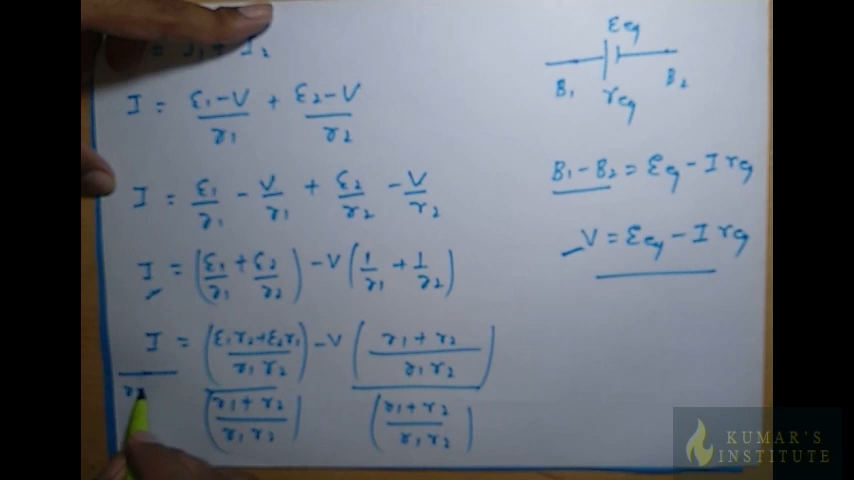 = I₁ + I₂
I = ε₁-V/r₁ + ε₂-V/r₂
I = ε₁/r₁ - V/r₁ + ε₂/r₂ - V/r₂
I = (ε₁/r₁ + ε₂/r₂) - V(1/r₁ + 1/r₂)
I = (ε₁r₂+ε₂r₁/r₁r₂) - V(r₁+r₂/r₁r₂)
(r₁+r₂/r₁r₂) (r₁+r₂/r₁r₂)
εeq
B₁ B₂
req
B₁-B₂ = εeq - I req
V = εeq - I req
KUMAR'S
INSTITUTE